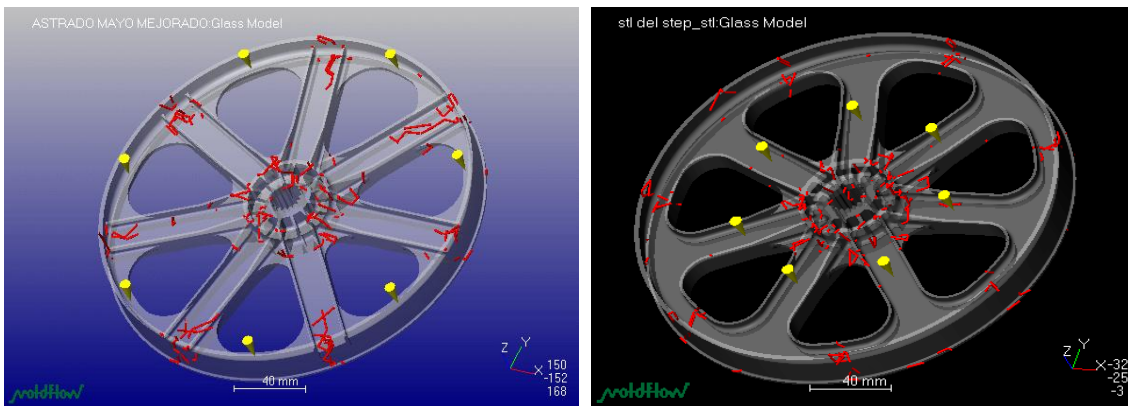 ASTRADO MAYO MEJORADO:Glass Model
40 mm
Z
Y
X
150
-152
168
moldflow
stl del step_stl:Glass Model
40 mm
Z
Y
X
-32
-25
-3
moldflow